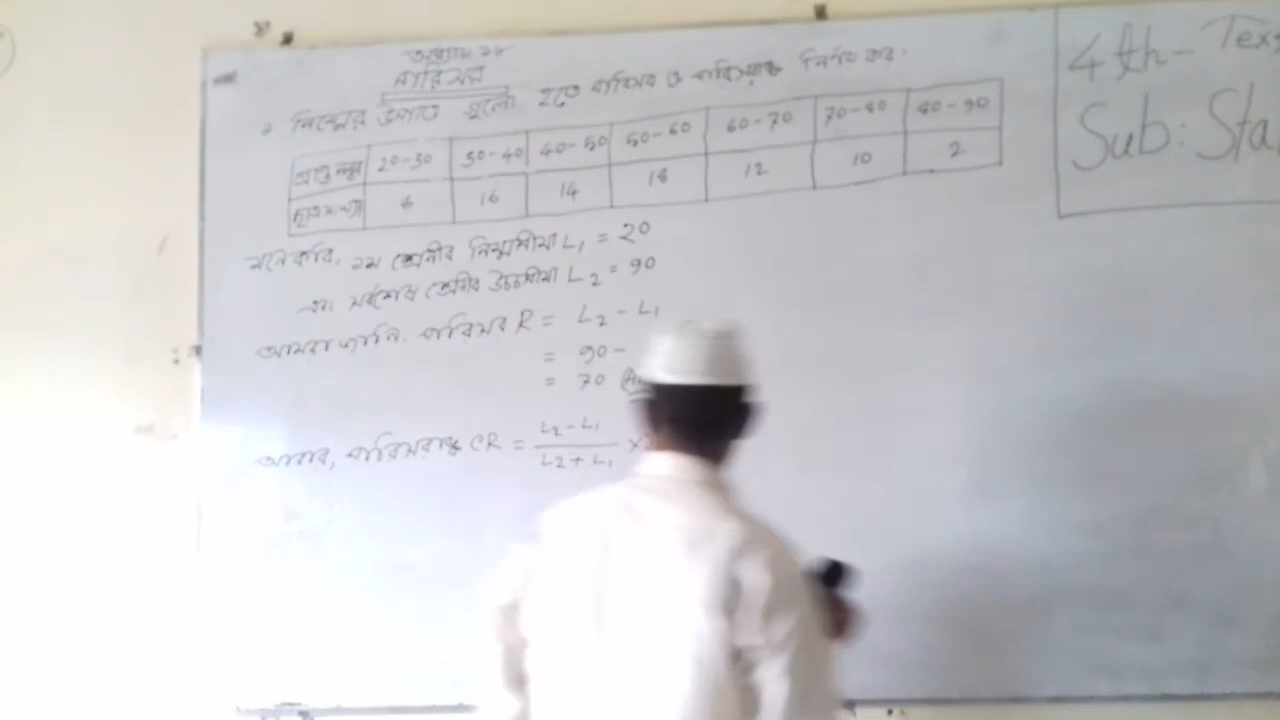 অধ্যায় ১৮
পরিসর
১ নিম্নের উপাত্ত গুলো হতে পরিসর ও পরিসরাঙ্ক নির্ণয় কর.
প্রাপ্ত নম্বর 20-30 30-40 40-50 50-60 60-70 70-80 40-90
ছাত্রসংখ্যা 6 16 14 18 12 10 2
মনেকরি, ১ম শ্রেণীর নিম্নসীমা L₁ = 20
এবং সর্বশেষ শ্রেণীর উচ্চসীমা L₂ = 90
আমরা জানি. পরিসর R = L₂ - L₁
= 90 -
= 70
আবার, পরিসরাঙ্ক CR = L₂ - L₁ / L₂ + L₁ ×
4th - Tex
Sub: Sta